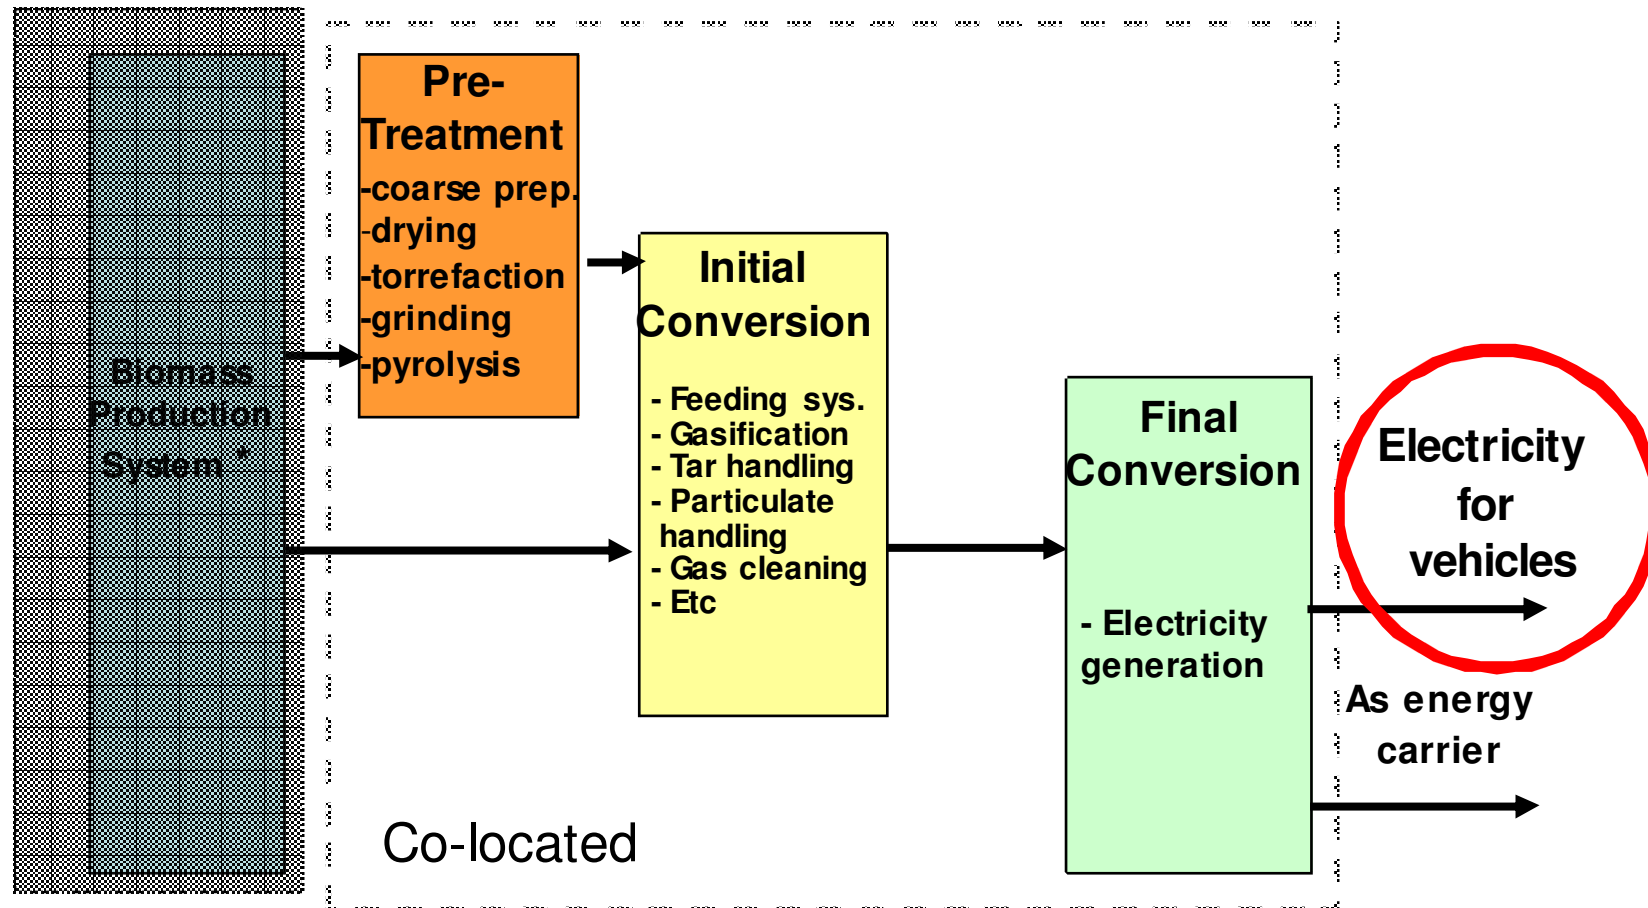 Biomass
Production
System *
Pre-
Treatment
-coarse prep.
-drying
-torrefaction
-grinding
-pyrolysis
Initial
Conversion
- Feeding sys.
- Gasification
- Tar handling
- Particulate
handling
- Gas cleaning
- Etc
Final
Conversion
- Electricity
generation
Electricity
for
vehicles
As energy
carrier
Co-located